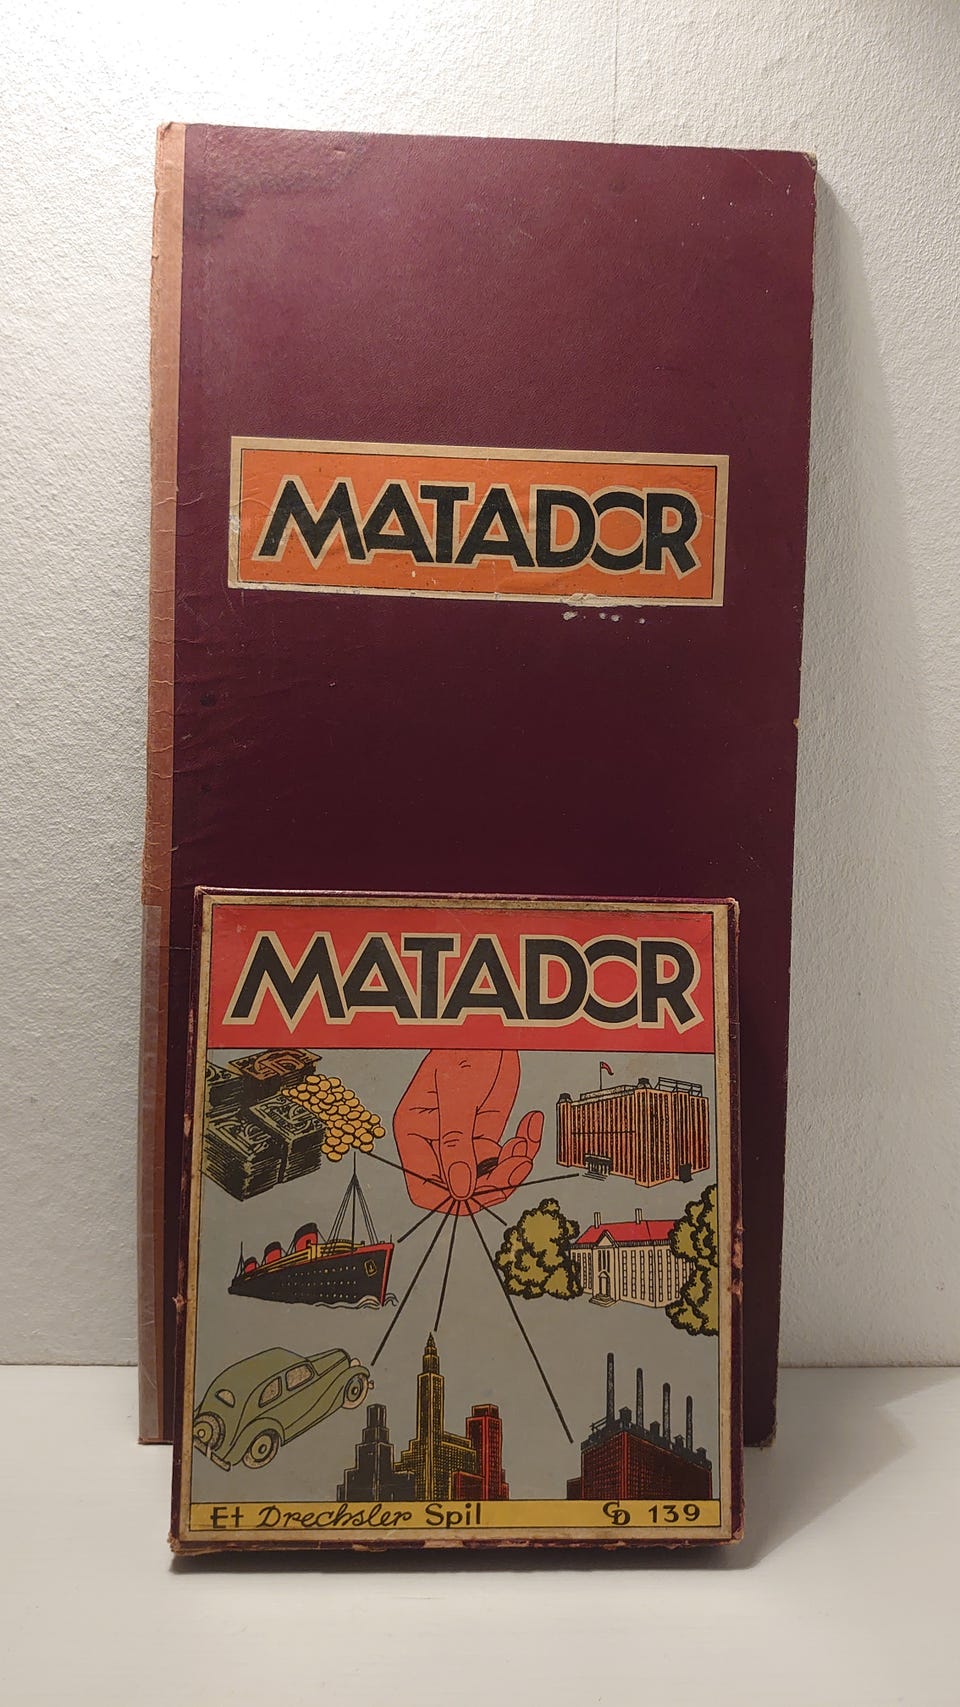 MATADOR
MATADOR
Et Drechsler Spil CD 139